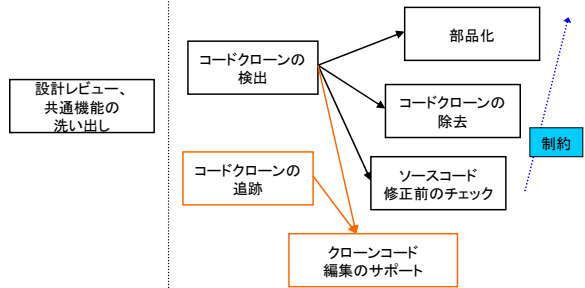 設計レビュー、
共通機能の
洗い出し
コードクローンの
検出
部品化
コードクローンの
除去
制約
ソースコード
修正前のチェック
コードクローンの
追跡
クローンコード
編集のサポート